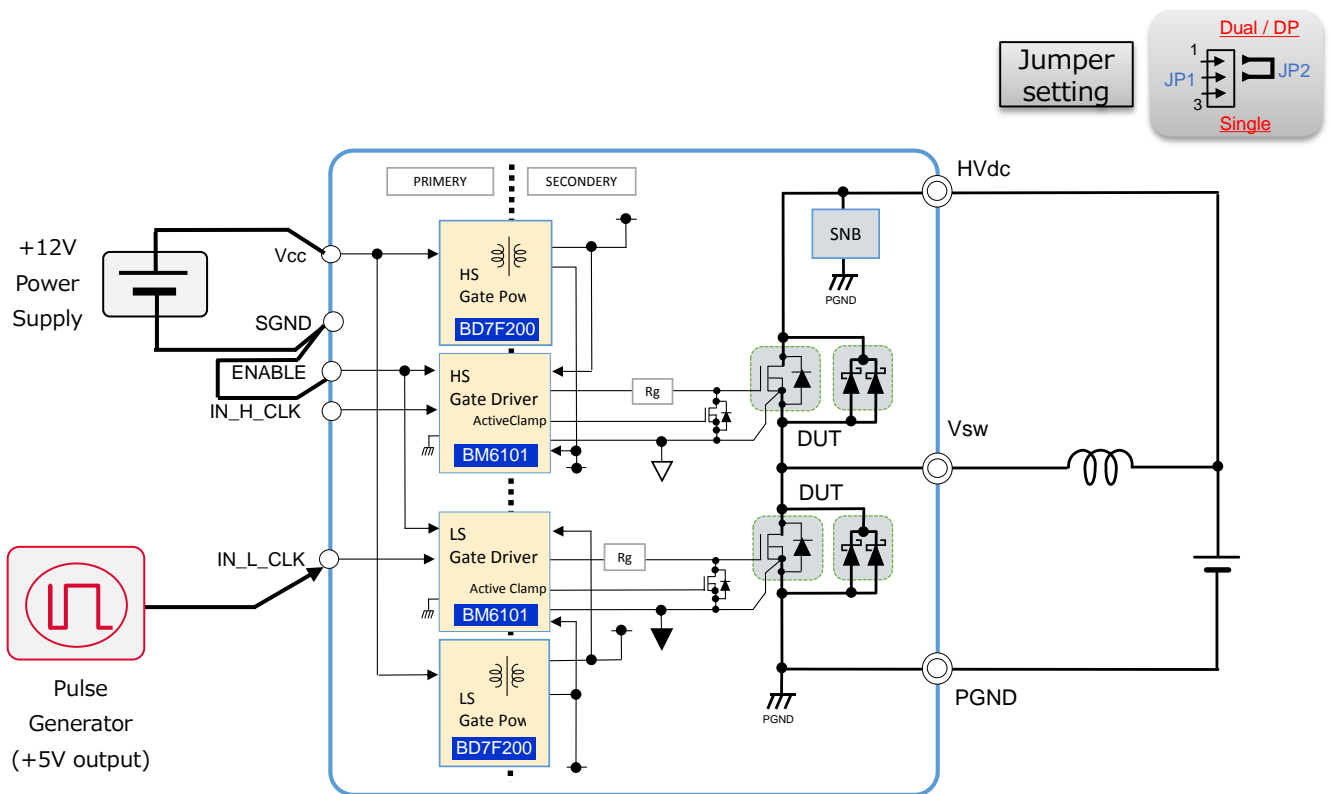 Dual / DP
1
JP1
JP2
3
Single
Jumper
setting
HVdc
PRIMERY
SECONDERY
SNB
PGND
+12V
Power
Supply
Vcc
SGND
ENABLE
IN_H_CLK
HS
Gate Pow
BD7F200
HS
Gate Driver
ActiveClamp
BM6101
Rg
DUT
Vsw
DUT
IN_L_CLK
LS
Gate Driver
Active Clamp
BM6101
Rg
LS
Gate Pow
BD7F200
PGND
PGND
Pulse
Generator
(+5V output)